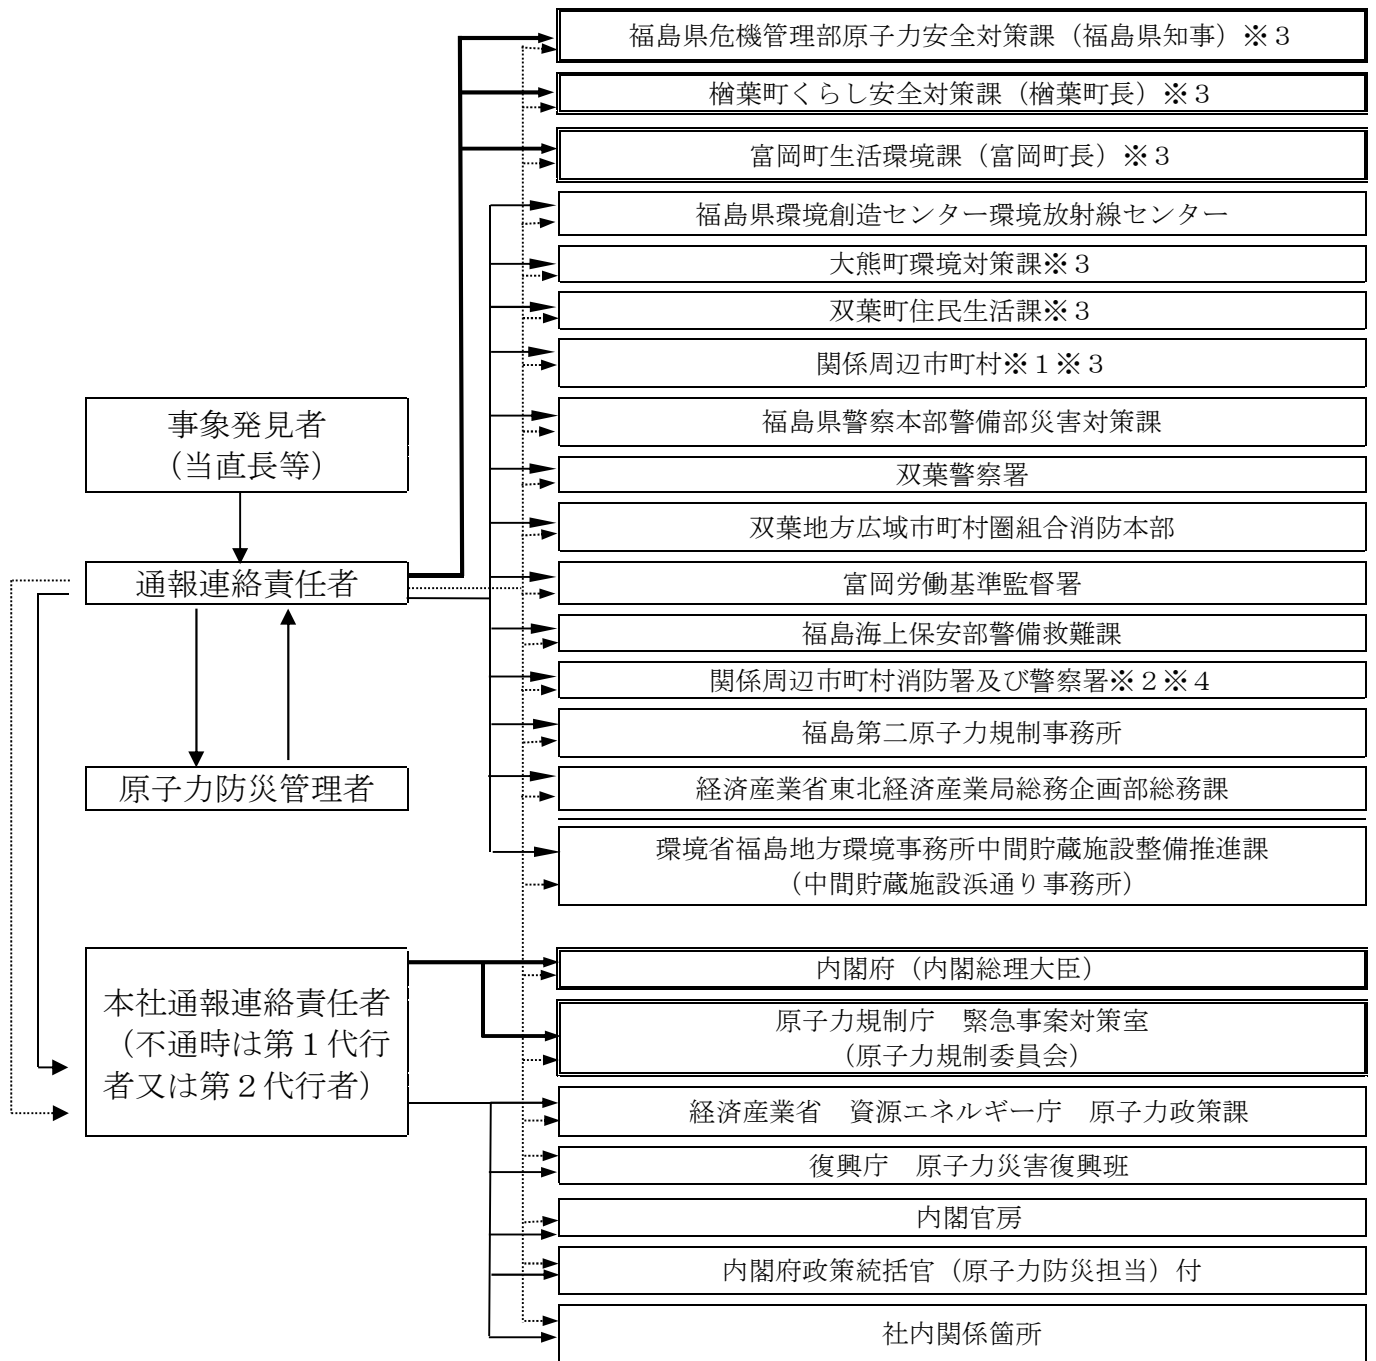 福島県危機管理部原子力安全対策課（福島県知事）※３
楢葉町くらし安全対策課（楢葉町長）※３
富岡町生活環境課（富岡町長）※３
福島県環境創造センター環境放射線センター
大熊町環境対策課※３
双葉町住民生活課※３
関係周辺市町村※１※３
福島県警察本部警備部災害対策課
双葉警察署
双葉地方広域市町村圏組合消防本部
富岡労働基準監督署
福島海上保安部警備救難課
関係周辺市町村消防署及び警察署※２※４
福島第二原子力規制事務所
経済産業省東北経済産業局総務企画部総務課
環境省福島地方環境事務所中間貯蔵施設整備推進課
（中間貯蔵施設浜通り事務所）
事象発見者
（当直長等）
通報連絡責任者
原子力防災管理者
本社通報連絡責任者
（不通時は第１代行
者又は第２代行者）
内閣府（内閣総理大臣）
原子力規制庁　緊急事案対策室
（原子力規制委員会）
経済産業省　資源エネルギー庁　原子力政策課
復興庁　原子力災害復興班
内閣官房
内閣府政策統括官（原子力防災担当）付
社内関係箇所